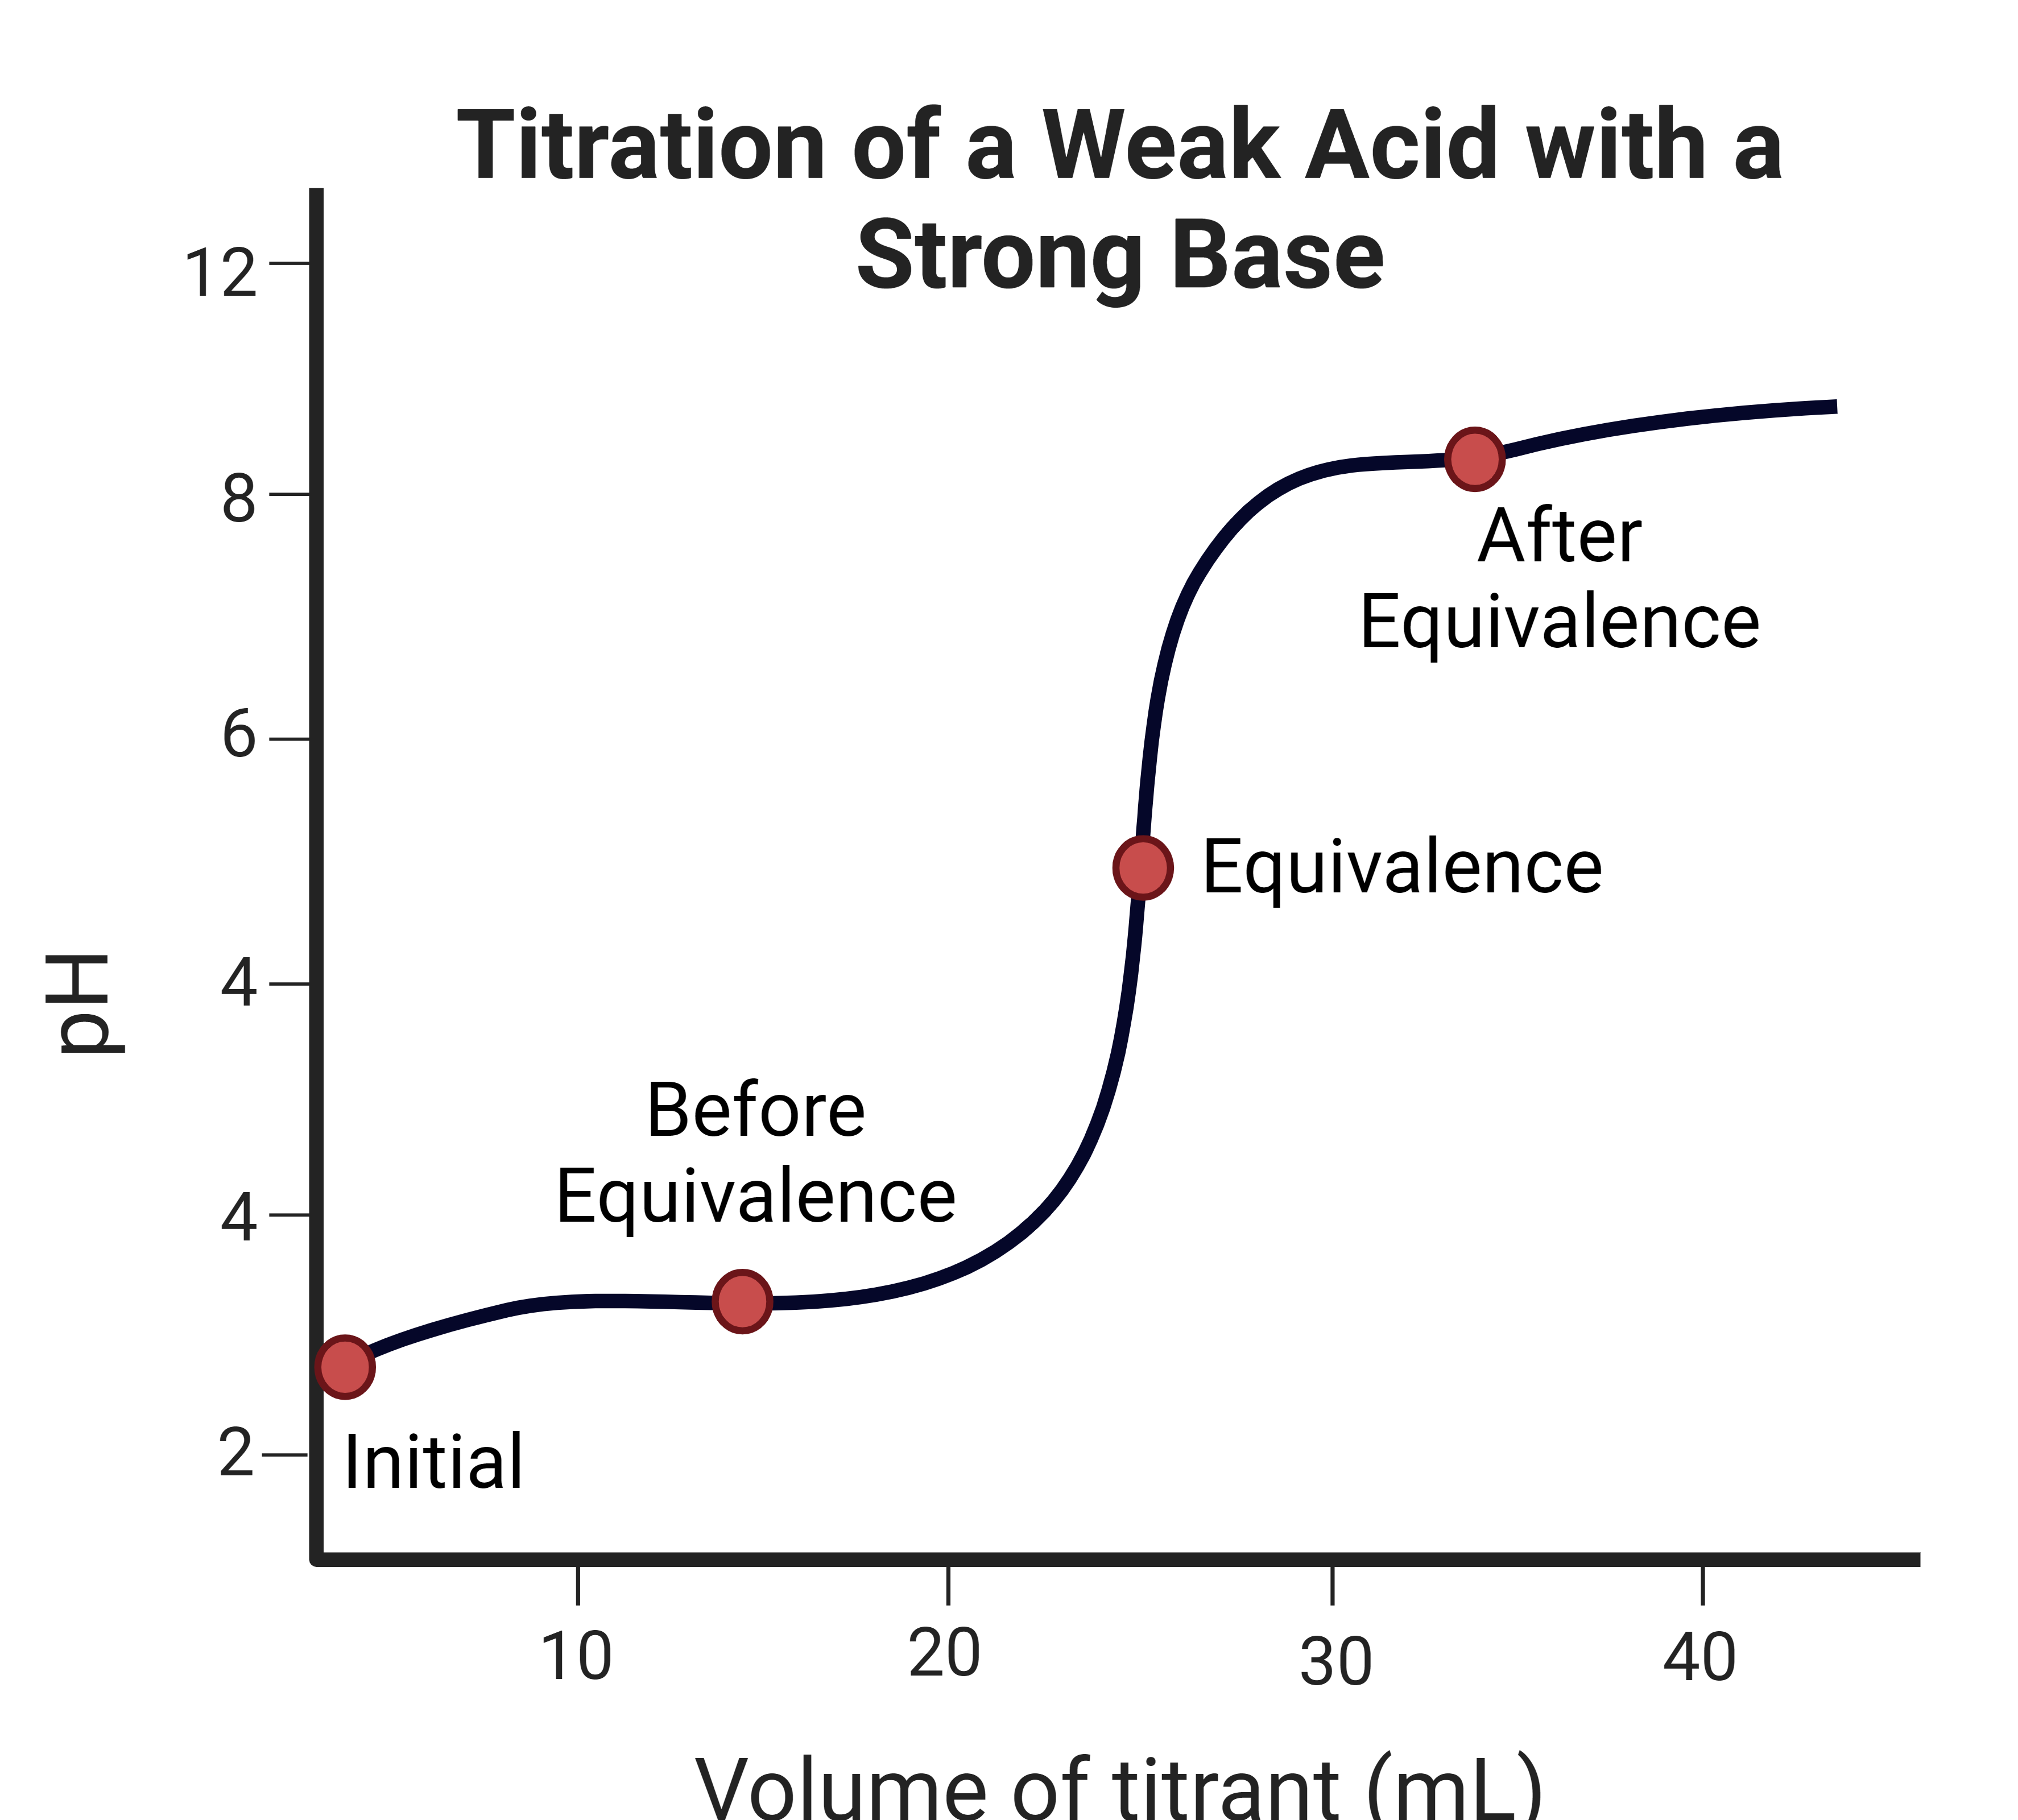 Titration of a Weak Acid with a
Strong Base
12
8
6
4
4
2
pH
After
Equivalence
Equivalence
Before
Equivalence
Initial
10
20
30
40
Volume of titrant (mL)